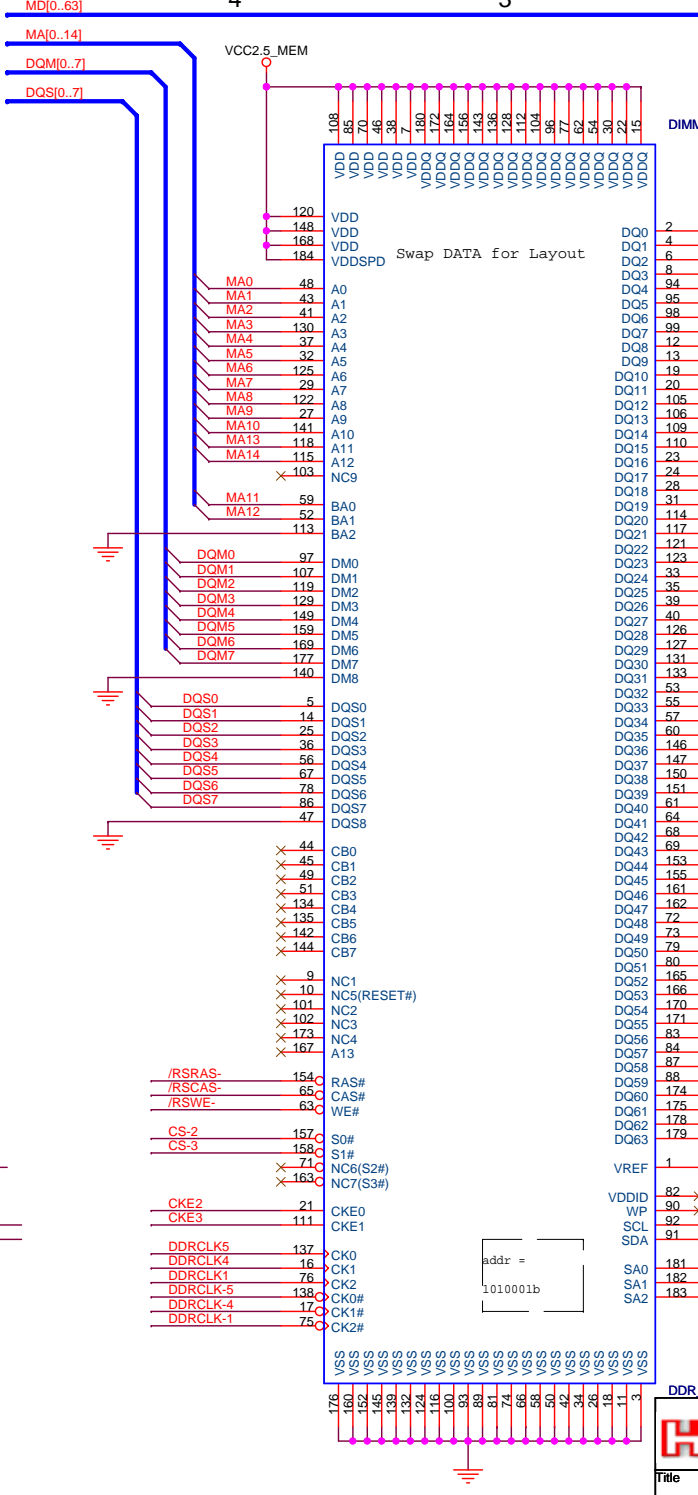 4 3
MD[0..63]
MA[0..14]
DQM[0..7]
DQS[0..7]
VCC2.5_MEM
DIMM
108 85 70 46 38 7 180 172 164 156 143 136 128 112 104 96 77 62 54 30 22 15
VDD VDD VDD VDD VDD VDD VDDQ VDDQ VDDQ VDDQ VDDQ VDDQ VDDQ VDDQ VDDQ VDDQ VDDQ VDDQ VDDQ VDDQ VDDQ VDDQ
120 VDD
148 VDD
168 VDD
184 VDDSPD
Swap DATA for Layout
MA0 48 A0
MA1 43 A1
MA2 41 A2
MA3 130 A3
MA4 37 A4
MA5 32 A5
MA6 125 A6
MA7 29 A7
MA8 122 A8
MA9 27 A9
MA10 141 A10
MA13 118 A11
MA14 115 A12
103 NC9
MA11 59 BA0
MA12 52 BA1
113 BA2
DQM0 97 DM0
DQM1 107 DM1
DQM2 119 DM2
DQM3 129 DM3
DQM4 149 DM4
DQM5 159 DM5
DQM6 169 DM6
DQM7 177 DM7
140 DM8
DQS0 5 DQS0
DQS1 14 DQS1
DQS2 25 DQS2
DQS3 36 DQS3
DQS4 56 DQS4
DQS5 67 DQS5
DQS6 78 DQS6
DQS7 86 DQS7
47 DQS8
44 CB0
45 CB1
49 CB2
51 CB3
134 CB4
135 CB5
142 CB6
144 CB7
9 NC1
10 NC5(RESET#)
101 NC2
102 NC3
173 NC4
167 A13
/RSRAS- 154 RAS#
/RSCAS- 65 CAS#
/RSWE- 63 WE#
CS-2 157 S0#
CS-3 158 S1#
71 NC6(S2#)
163 NC7(S3#)
CKE2 21 CKE0
CKE3 111 CKE1
DDRCLK5 137 CK0
DDRCLK4 16 CK1
DDRCLK1 76 CK2
DDRCLK-5 138 CK0#
DDRCLK-4 17 CK1#
DDRCLK-1 75 CK2#
DQ0 2
DQ1 4
DQ2 6
DQ3 8
DQ4 94
DQ5 95
DQ6 98
DQ7 99
DQ8 12
DQ9 13
DQ10 19
DQ11 20
DQ12 105
DQ13 106
DQ14 109
DQ15 110
DQ16 23
DQ17 24
DQ18 28
DQ19 31
DQ20 114
DQ21 117
DQ22 121
DQ23 123
DQ24 33
DQ25 35
DQ26 39
DQ27 40
DQ28 126
DQ29 127
DQ30 131
DQ31 133
DQ32 53
DQ33 55
DQ34 57
DQ35 60
DQ36 146
DQ37 147
DQ38 150
DQ39 151
DQ40 61
DQ41 64
DQ42 68
DQ43 69
DQ44 153
DQ45 155
DQ46 161
DQ47 162
DQ48 72
DQ49 73
DQ50 79
DQ51 80
DQ52 165
DQ53 166
DQ54 170
DQ55 171
DQ56 83
DQ57 84
DQ58 87
DQ59 88
DQ60 174
DQ61 175
DQ62 178
DQ63 179
VREF 1
VDDID 82
WP 90
SCL 92
SDA 91
SA0 181
SA1 182
SA2 183
addr =
1010001b
VSS VSS VSS VSS VSS VSS VSS VSS VSS VSS VSS VSS VSS VSS VSS VSS VSS VSS VSS VSS VSS VSS
176 160 152 145 139 132 124 116 100 93 89 81 74 66 58 50 42 34 26 18 11 3
DDR
Title